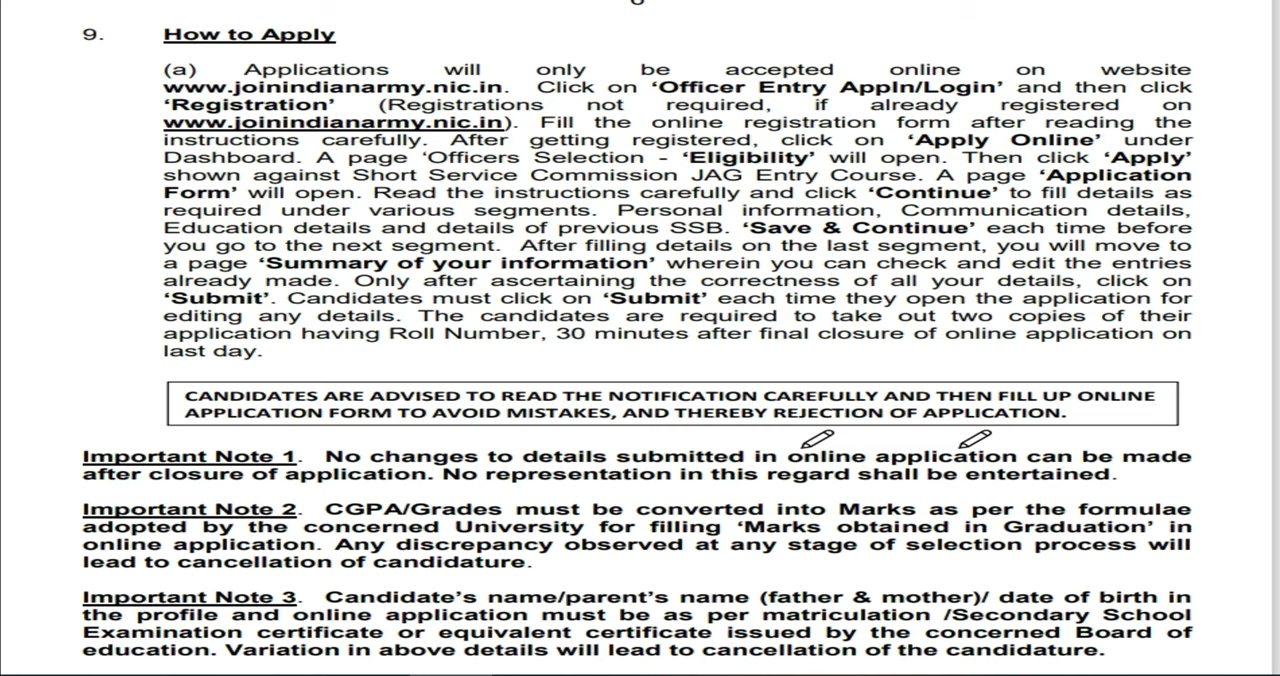 9. How to Apply
(a) Applications will only be accepted online on website
www.joinindianarmy.nic.in. Click on ‘Officer Entry Appln/Login’ and then click
‘Registration’ (Registrations not required, if already registered on
www.joinindianarmy.nic.in). Fill the online registration form after reading the
instructions carefully. After getting registered, click on ‘Apply Online’ under
Dashboard. A page ‘Officers Selection - ‘Eligibility’ will open. Then click ‘Apply’
shown against Short Service Commission JAG Entry Course. A page ‘Application
Form’ will open. Read the instructions carefully and click ‘Continue’ to fill details as
required under various segments. Personal information, Communication details,
Education details and details of previous SSB. ‘Save & Continue’ each time before
you go to the next segment. After filling details on the last segment, you will move to
a page ‘Summary of your information’ wherein you can check and edit the entries
already made. Only after ascertaining the correctness of all your details, click on
‘Submit’. Candidates must click on ‘Submit’ each time they open the application for
editing any details. The candidates are required to take out two copies of their
application having Roll Number, 30 minutes after final closure of online application on
last day.
CANDIDATES ARE ADVISED TO READ THE NOTIFICATION CAREFULLY AND THEN FILL UP ONLINE
APPLICATION FORM TO AVOID MISTAKES, AND THEREBY REJECTION OF APPLICATION.
Important Note 1. No changes to details submitted in online application can be made
after closure of application. No representation in this regard shall be entertained.
Important Note 2. CGPA/Grades must be converted into Marks as per the formulae
adopted by the concerned University for filling ‘Marks obtained in Graduation’ in
online application. Any discrepancy observed at any stage of selection process will
lead to cancellation of candidature.
Important Note 3. Candidate’s name/parent’s name (father & mother)/ date of birth in
the profile and online application must be as per matriculation /Secondary School
Examination certificate or equivalent certificate issued by the concerned Board of
education. Variation in above details will lead to cancellation of the candidature.